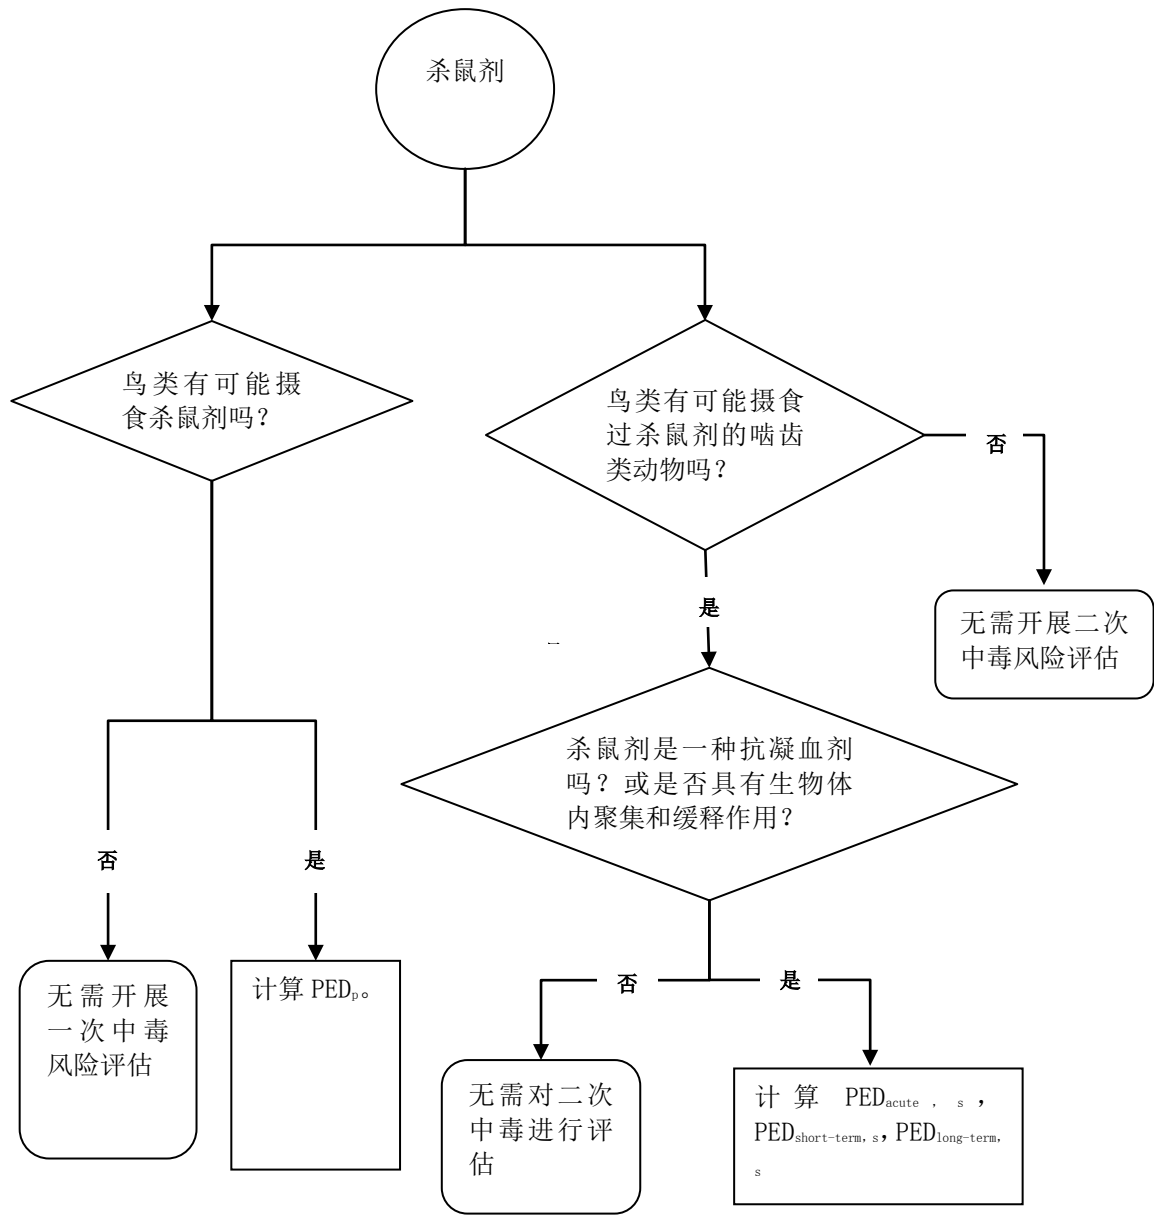 杀鼠剂
鸟类有可能摄
食杀鼠剂吗？
鸟类有可能摄食
过杀鼠剂的啮齿
类动物吗？
否
无需开展二次
中毒风险评估
是
杀鼠剂是一种抗凝血剂
吗？或是否具有生物体
内聚集和缓释作用？
否
是
无需开展
一次中毒
风险评估
计算 PEDp。
否
是
无需对二次
中毒进行评
估
计算 PEDacute , s，
PEDshort-term, s，PEDlong-term,
s